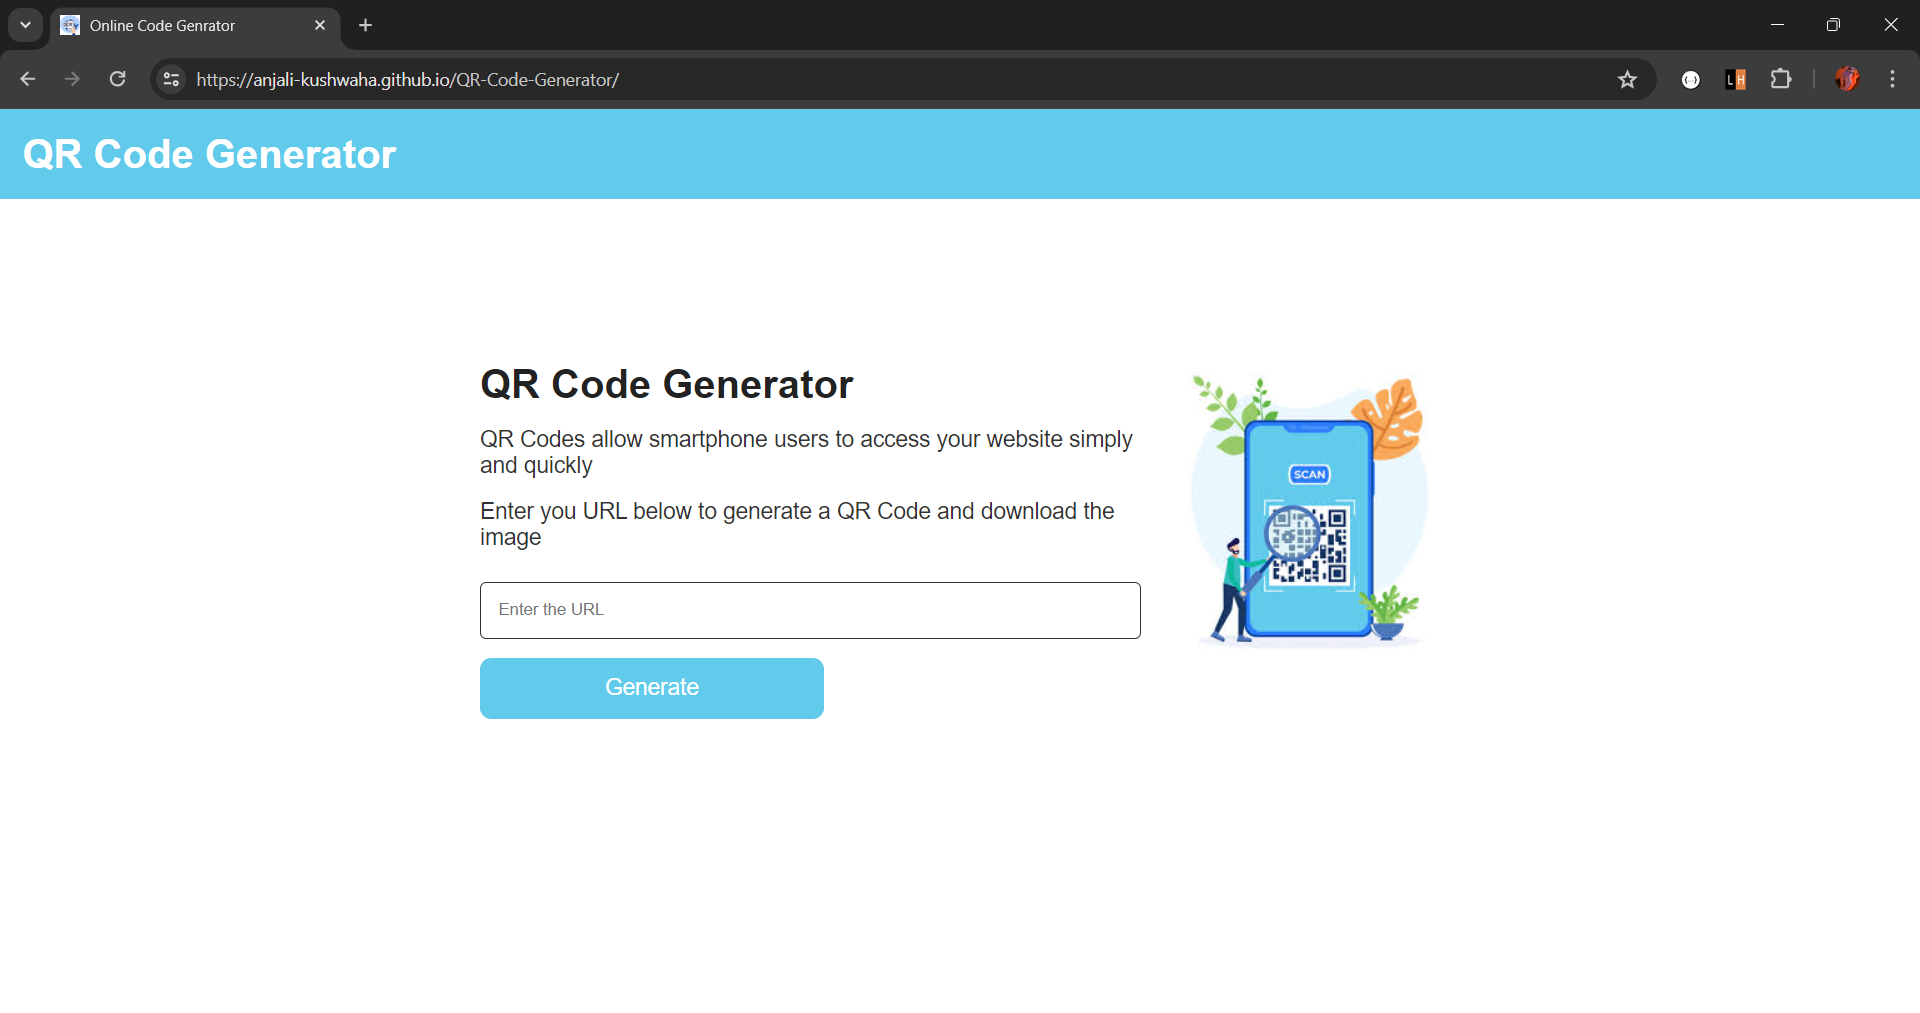 Online Code Genrator
https://anjali-kushwaha.github.io/QR-Code-Generator/
L H
QR Code Generator
QR Code Generator
QR Codes allow smartphone users to access your website simply
and quickly
Enter you URL below to generate a QR Code and download the
image
Enter the URL
Generate
SCAN